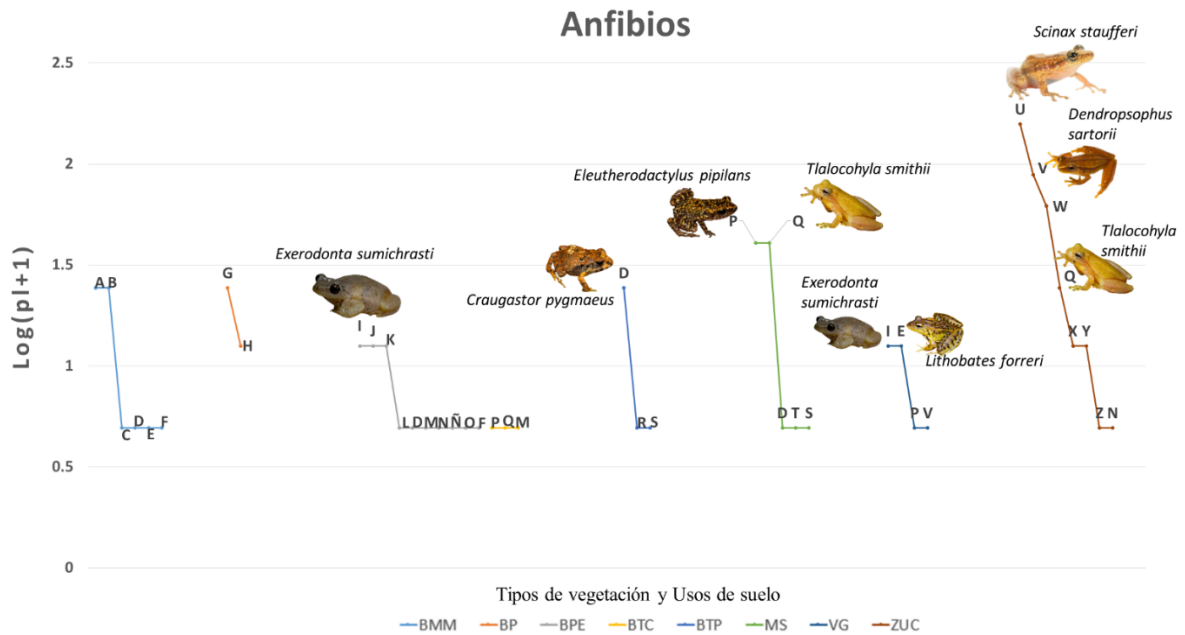 Anfibios
Scinax staufferi
2.5
U
Dendropsophus
sartorii
V
2
Eleutherodactylus pipilans
Tlalocohyla smithii
W
P
Q
Tlalocohyla
smithii
Exerodonta sumichrasti
Craugastor pygmaeus
D
Exerodonta
sumichrasti
Q
1.5
A B
G
H
I J
K
I E
X Y
Lithobates forreri
1
C
D
E
F
L D M N Ñ O F
P Q M
R S
D T S
P V
Z N
0.5
0
Log(pI+1)
Tipos de vegetación y Usos de suelo
BMM BP BPE BTC BTP MS VG ZUC